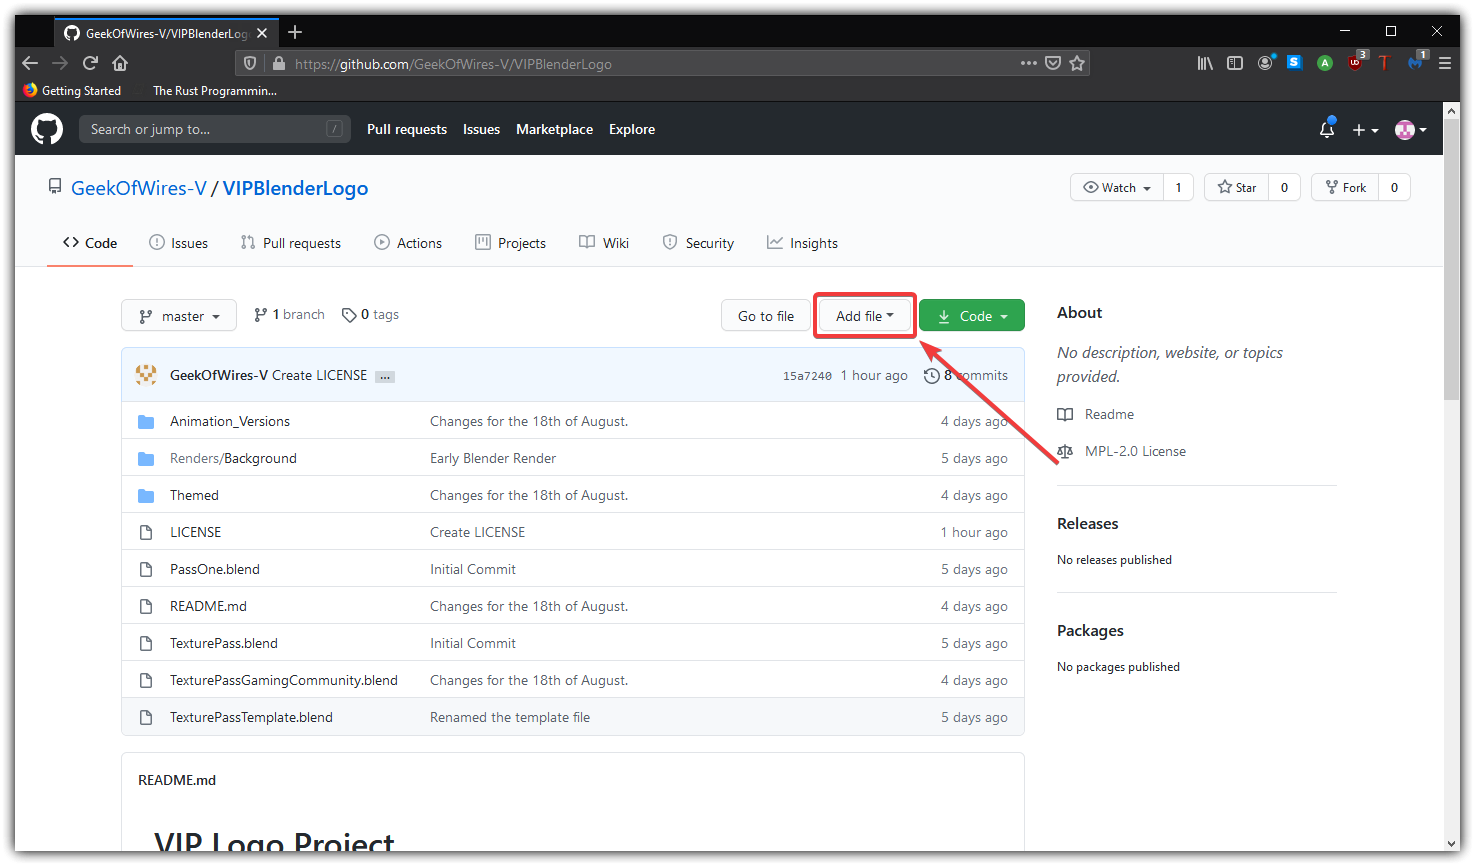 GeekOfWires-V/VIPBlenderLogo
https://github.com/GeekOfWires-V/VIPBlenderLogo
S
A
UD
3
T
1
Getting Started
The Rust Programmin...
Search or jump to...
/
Pull requests
Issues
Marketplace
Explore
GeekOfWires-V / VIPBlenderLogo
Watch 1
Star 0
Fork 0
Code
Issues
Pull requests
Actions
Projects
Wiki
Security
Insights
master
1 branch
0 tags
Go to file
Add file
Code
GeekOfWires-V Create LICENSE ...
15a7240 1 hour ago
8 commits
Animation_Versions Changes for the 18th of August. 4 days ago
Renders/Background Early Blender Render 5 days ago
Themed Changes for the 18th of August. 4 days ago
LICENSE Create LICENSE 1 hour ago
PassOne.blend Initial Commit 5 days ago
README.md Changes for the 18th of August. 4 days ago
TexturePass.blend Initial Commit 5 days ago
TexturePassGamingCommunity.blend Changes for the 18th of August. 4 days ago
TexturePassTemplate.blend Renamed the template file 5 days ago
README.md
VIP Logo Project
About
No description, website, or topics
provided.
Readme
MPL-2.0 License
Releases
No releases published
Packages
No packages published